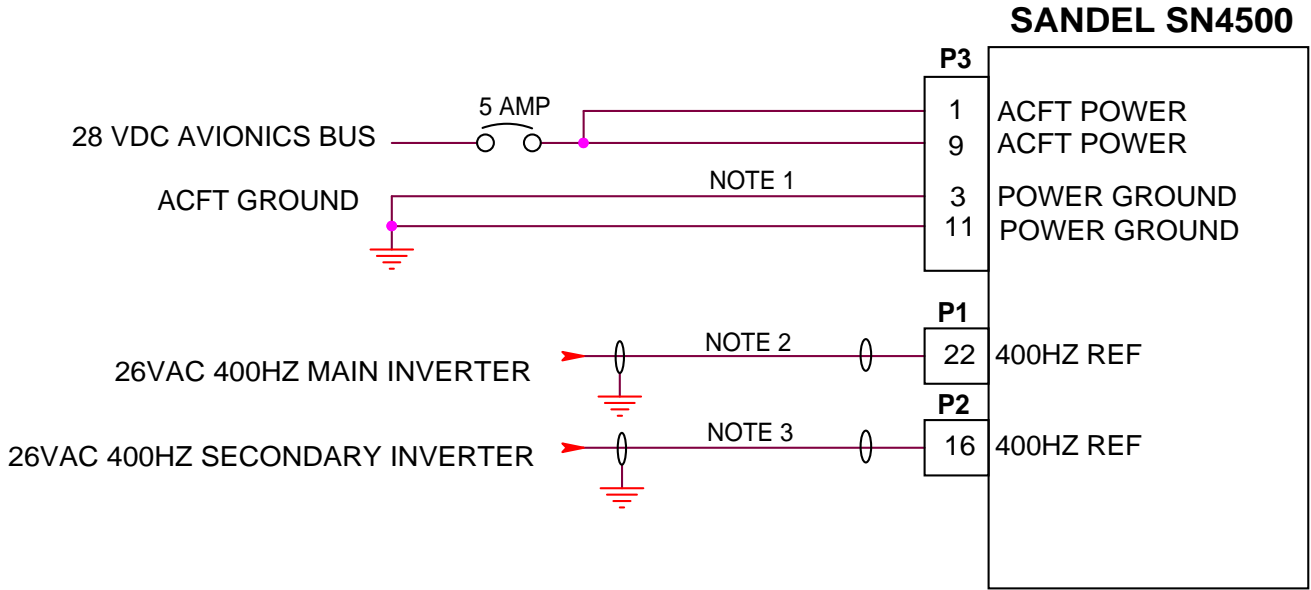 SANDEL SN4500
P3
5 AMP
28 VDC AVIONICS BUS
1 ACFT POWER
9 ACFT POWER
NOTE 1
ACFT GROUND
3 POWER GROUND
11 POWER GROUND
P1
NOTE 2
26VAC 400HZ MAIN INVERTER
22 400HZ REF
P2
NOTE 3
26VAC 400HZ SECONDARY INVERTER
16 400HZ REF